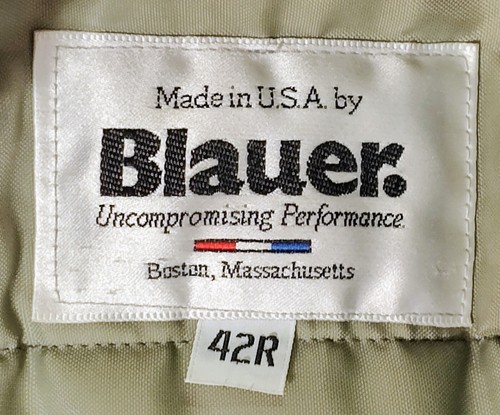 Made in U.S.A. by
Blauer.
Uncompromising Performance
Boston, Massachusetts
42R